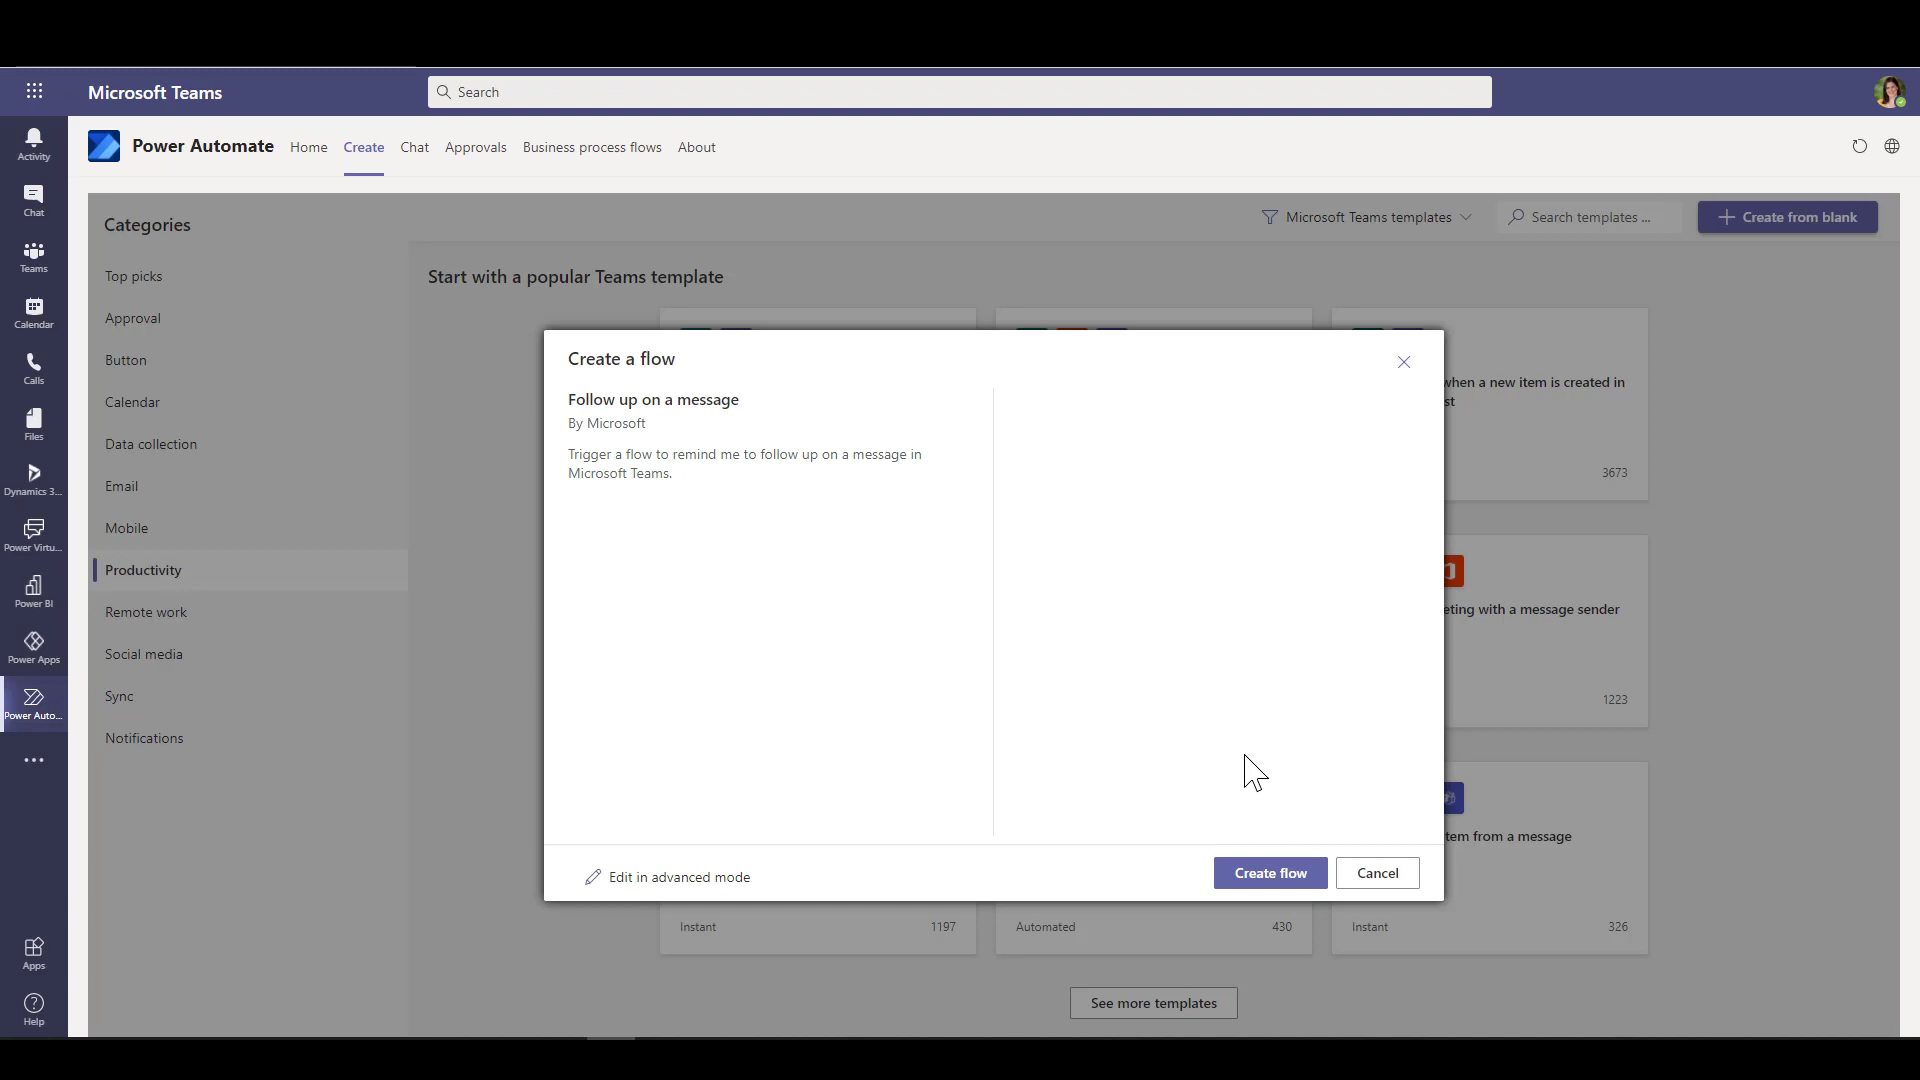 Microsoft Teams
Search
Activity
Chat
Teams
Calendar
Calls
Files
Dynamics 3...
Power Virtu...
Power BI
Power Apps
Power Auto...
Apps
Help
Power Automate
Home
Create
Chat
Approvals
Business process flows
About
Categories
Top picks
Approval
Button
Calendar
Data collection
Email
Mobile
Productivity
Remote work
Social media
Sync
Notifications
Microsoft Teams templates
Search templates ...
Create from blank
Start with a popular Teams template
when a new item is created in
st
3673
eting with a message sender
1223
tem from a message
Instant
1197
Automated
430
Instant
326
See more templates
Create a flow
Follow up on a message
By Microsoft
Trigger a flow to remind me to follow up on a message in
Microsoft Teams.
Edit in advanced mode
Create flow
Cancel